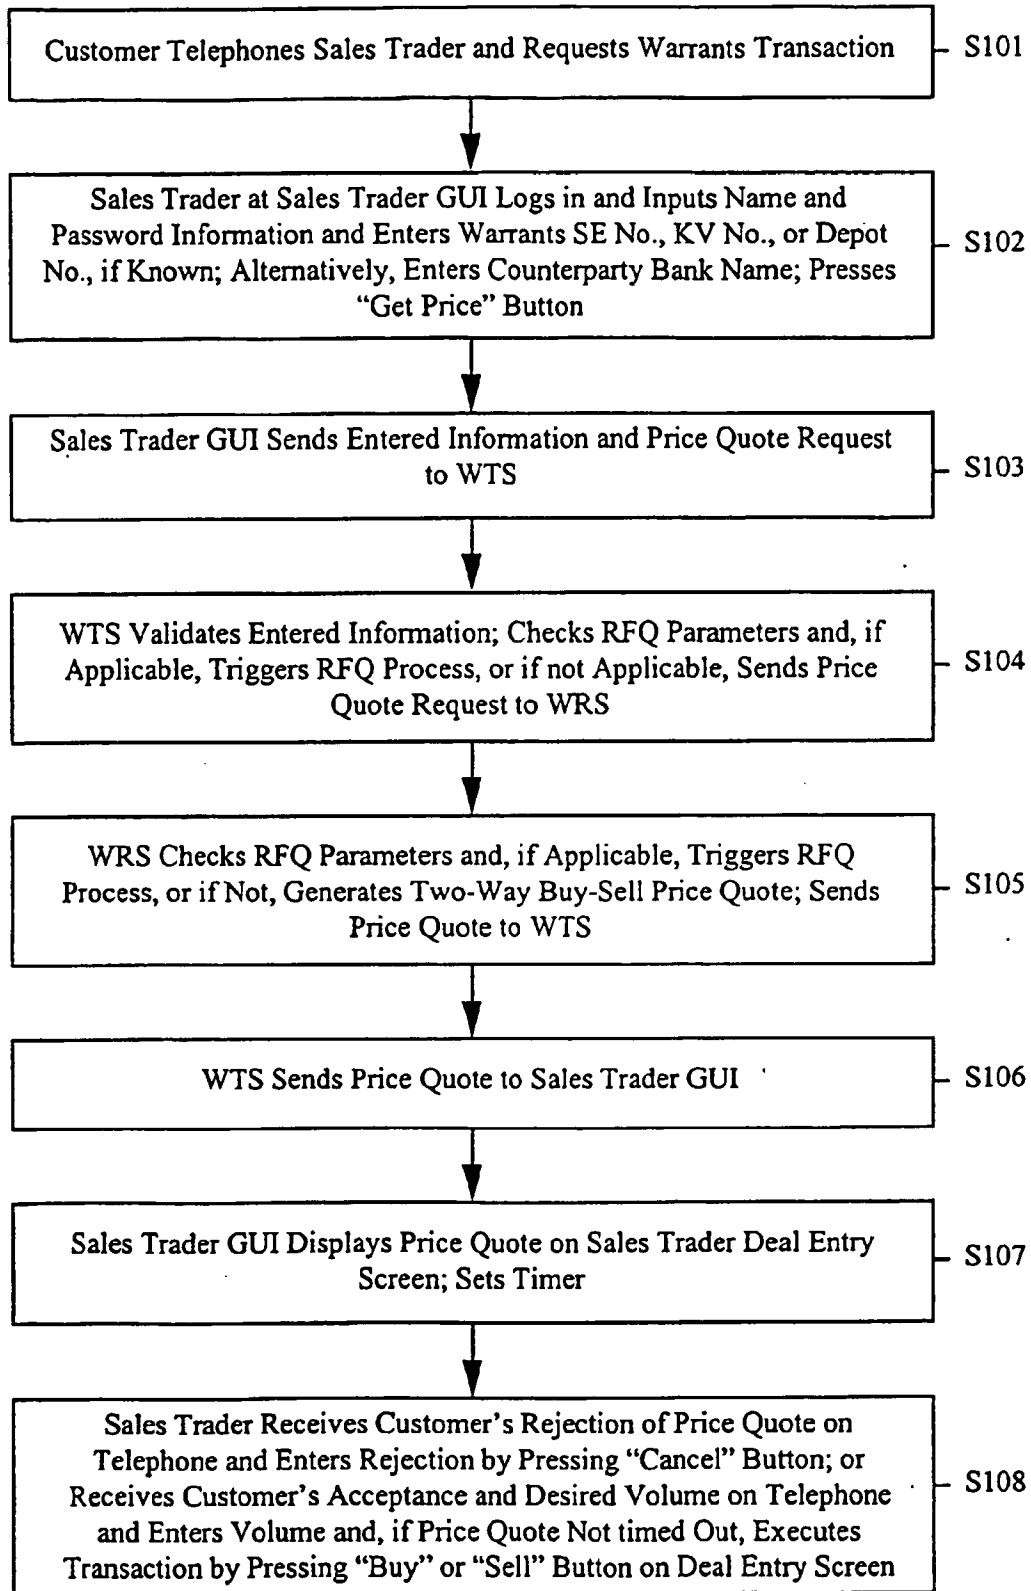 Customer Telephones Sales Trader and Requests Warrants Transaction
S101
Sales Trader at Sales Trader GUI Logs in and Inputs Name and
Password Information and Enters Warrants SE No., KV No., or Depot
No., if Known; Alternatively, Enters Counterparty Bank Name; Presses
“Get Price” Button
S102
Sales Trader GUI Sends Entered Information and Price Quote Request
to WTS
S103
WTS Validates Entered Information; Checks RFQ Parameters and, if
Applicable, Triggers RFQ Process, or if not Applicable, Sends Price
Quote Request to WRS
S104
WRS Checks RFQ Parameters and, if Applicable, Triggers RFQ
Process, or if Not, Generates Two-Way Buy-Sell Price Quote; Sends
Price Quote to WTS
S105
WTS Sends Price Quote to Sales Trader GUI
S106
Sales Trader GUI Displays Price Quote on Sales Trader Deal Entry
Screen; Sets Timer
S107
Sales Trader Receives Customer’s Rejection of Price Quote on
Telephone and Enters Rejection by Pressing “Cancel” Button; or
Receives Customer’s Acceptance and Desired Volume on Telephone
and Enters Volume and, if Price Quote Not timed Out, Executes
Transaction by Pressing “Buy” or “Sell” Button on Deal Entry Screen
S108